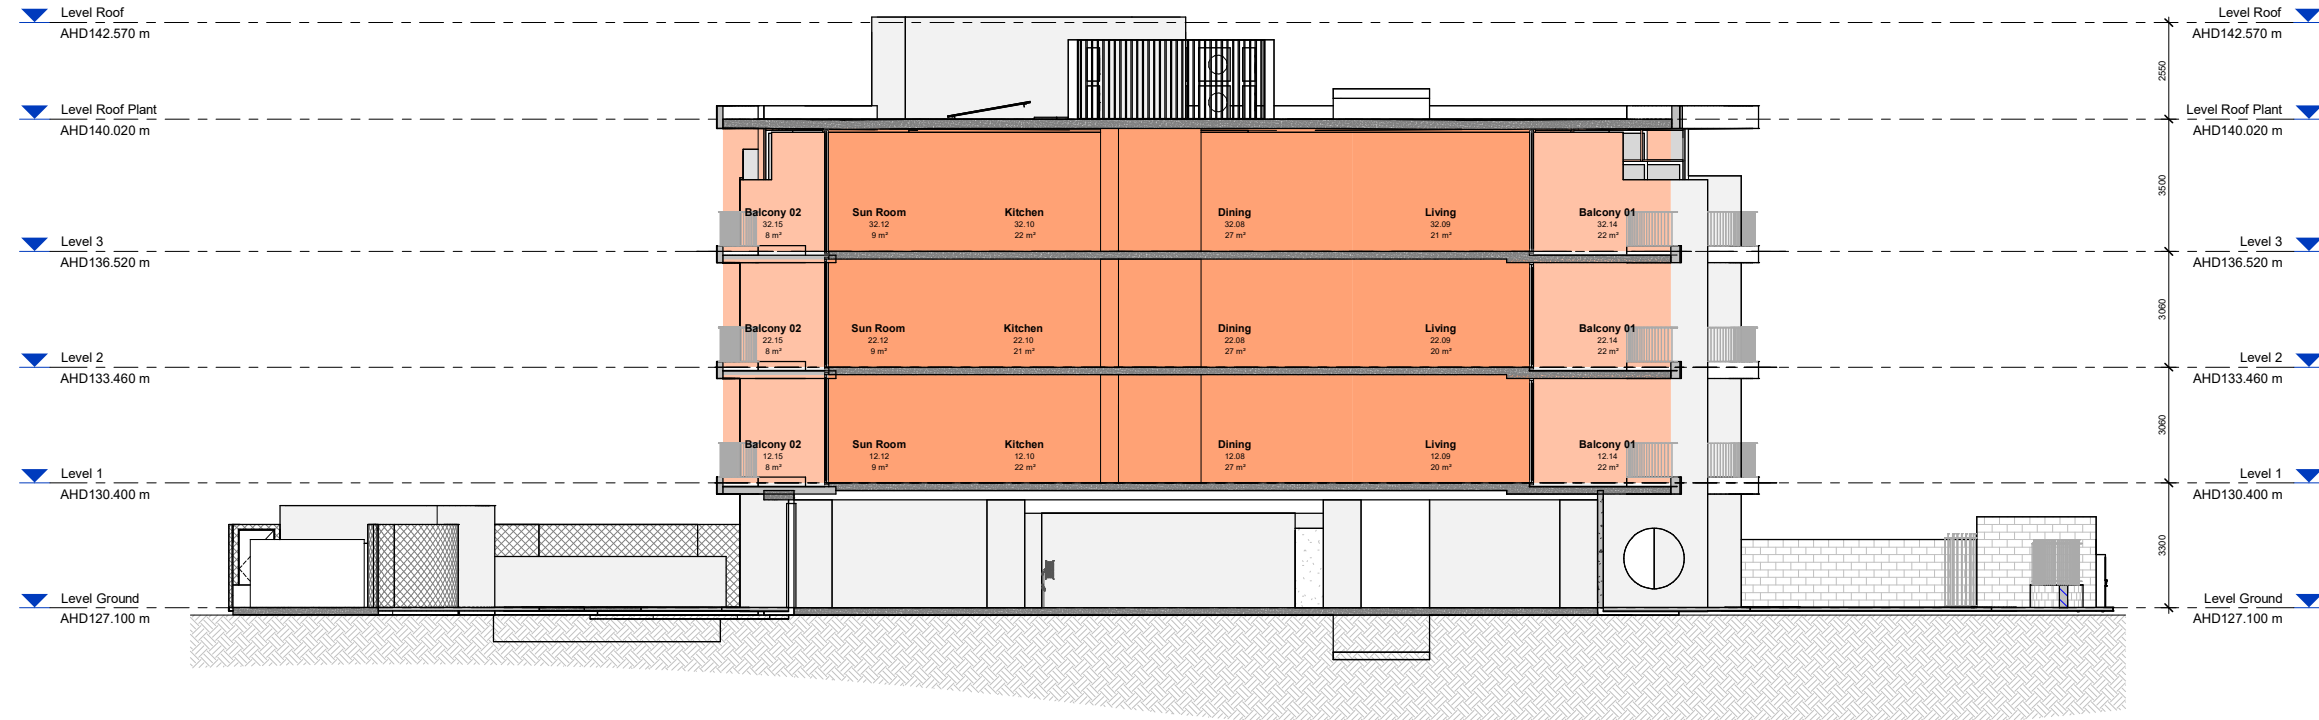 Level Roof
AHD142.570 m
Level Roof
AHD142.570 m
2550
Level Roof Plant
AHD140.020 m
Level Roof Plant
AHD140.020 m
3500
Balcony 02
32.15
8 m²
Sun Room
32.12
9 m²
Kitchen
32.10
22 m²
Dining
32.08
27 m²
Living
32.09
21 m²
Balcony 01
32.14
22 m²
Level 3
AHD136.520 m
Level 3
AHD136.520 m
3060
Balcony 02
22.15
8 m²
Sun Room
22.12
9 m²
Kitchen
22.10
21 m²
Dining
22.08
27 m²
Living
22.09
20 m²
Balcony 01
22.14
22 m²
Level 2
AHD133.460 m
Level 2
AHD133.460 m
3060
Balcony 02
12.15
8 m²
Sun Room
12.12
9 m²
Kitchen
12.10
22 m²
Dining
12.08
27 m²
Living
12.09
20 m²
Balcony 01
12.14
22 m²
Level 1
AHD130.400 m
Level 1
AHD130.400 m
3300
Level Ground
AHD127.100 m
Level Ground
AHD127.100 m